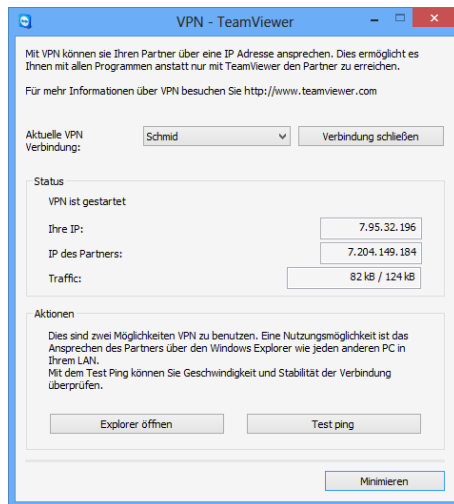 VPN - TeamViewer
Mit VPN können sie Ihren Partner über eine IP Adresse ansprechen. Dies ermöglicht es
Ihnen mit allen Programmen anstatt nur mit TeamViewer den Partner zu erreichen.
Für mehr Informationen über VPN besuchen Sie http://www.teamviewer.com
Aktuelle VPN
Verbindung:
Schmid
Verbindung schließen
Status
VPN ist gestartet
Ihre IP:
7.95.32.196
IP des Partners:
7.204.149.184
Traffic:
82 kB / 124 kB
Aktionen
Dies sind zwei Möglichkeiten VPN zu benutzen. Eine Nutzungsmöglichkeit ist das
Ansprechen des Partners über den Windows Explorer wie jeden anderen PC in
Ihrem LAN.
Mit dem Test Ping können Sie Geschwindigkeit und Stabilität der Verbindung
überprüfen.
Explorer öffnen
Test ping
Minimieren